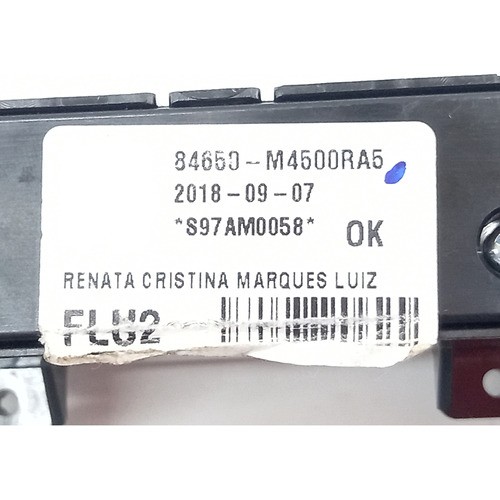 84650-M4500RA5
2018-09-07
*S97AM0058*
OK
RENATA CRISTINA MARQUES LUIZ
FLU2